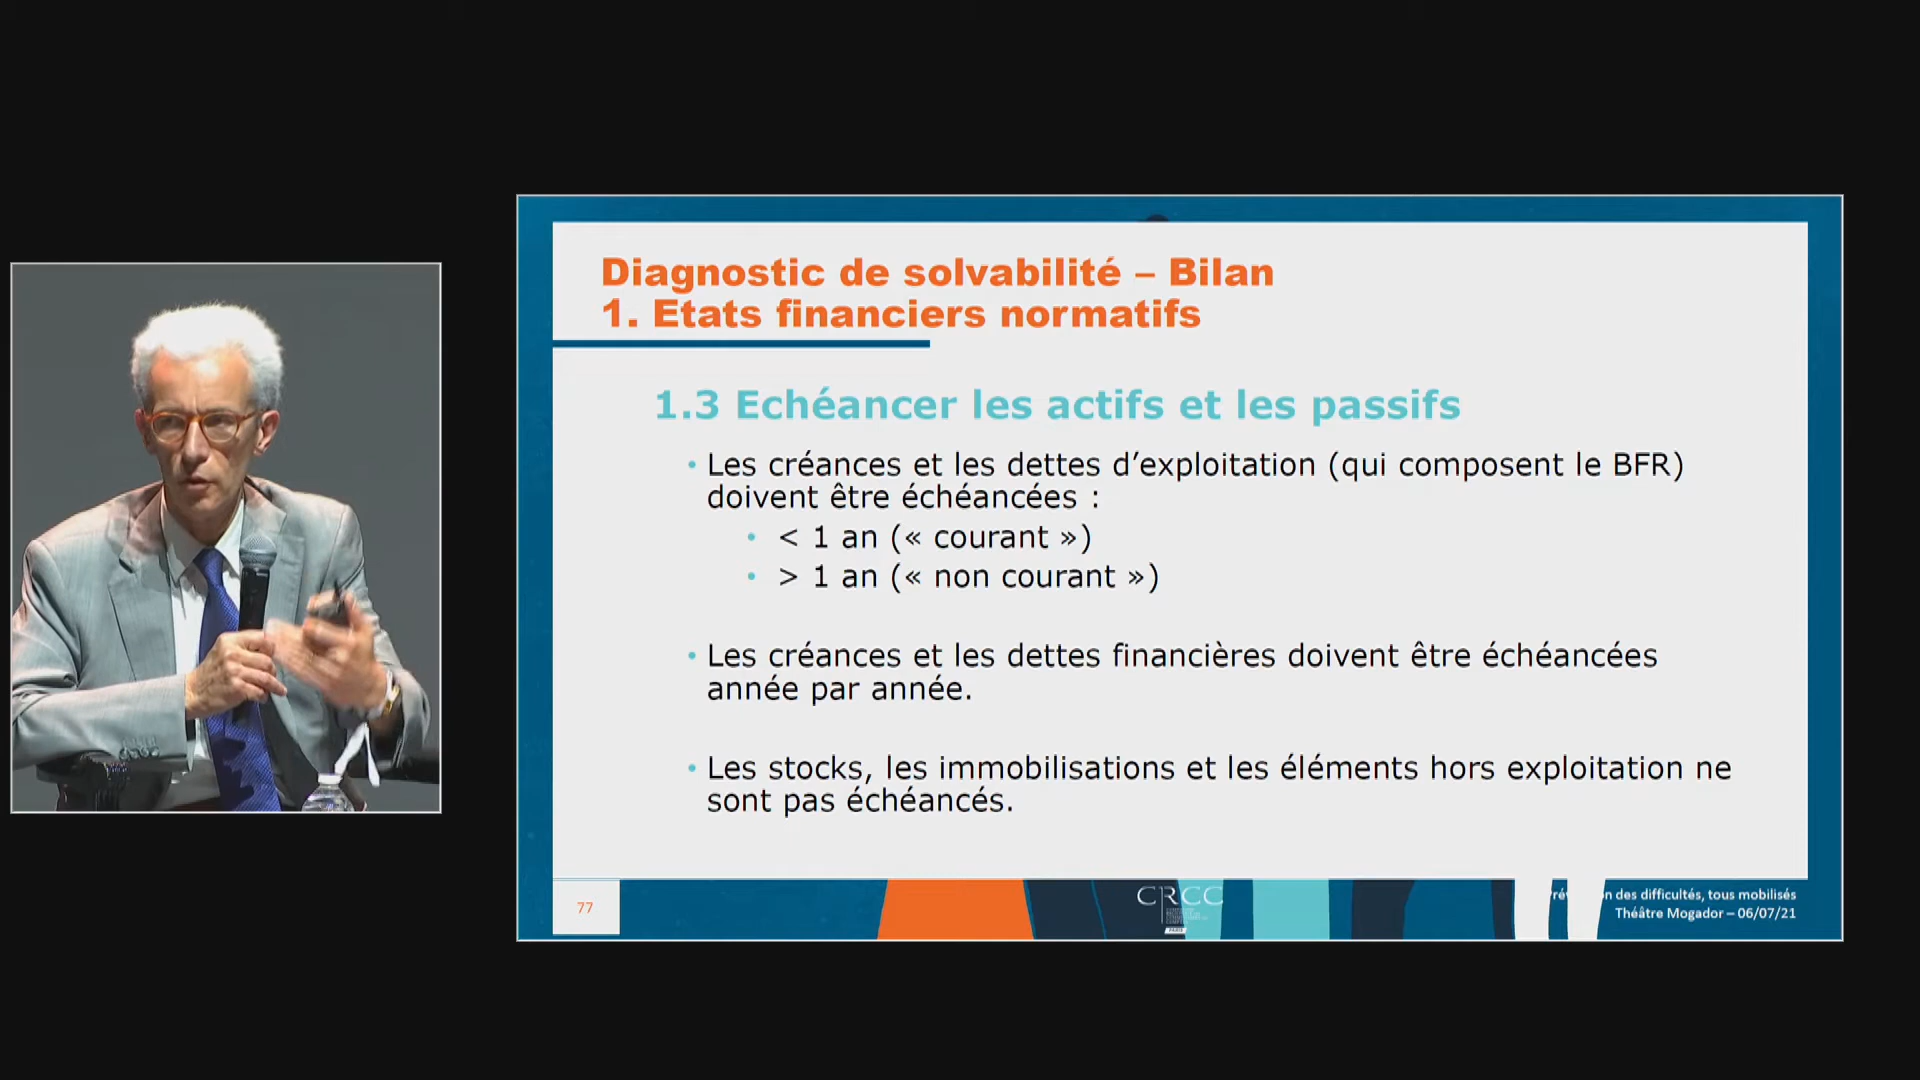 Diagnostic de solvabilité – Bilan
1. Etats financiers normatifs
1.3 Echéancer les actifs et les passifs
• Les créances et les dettes d’exploitation (qui composent le BFR)
doivent être échéancées :
• < 1 an (« courant »)
• > 1 an (« non courant »)
• Les créances et les dettes financières doivent être échéancées
année par année.
• Les stocks, les immobilisations et les éléments hors exploitation ne
sont pas échéancés.
77
CRCC
PARIS
des difficultés, tous mobilisés
Théâtre Mogador – 06/07/21